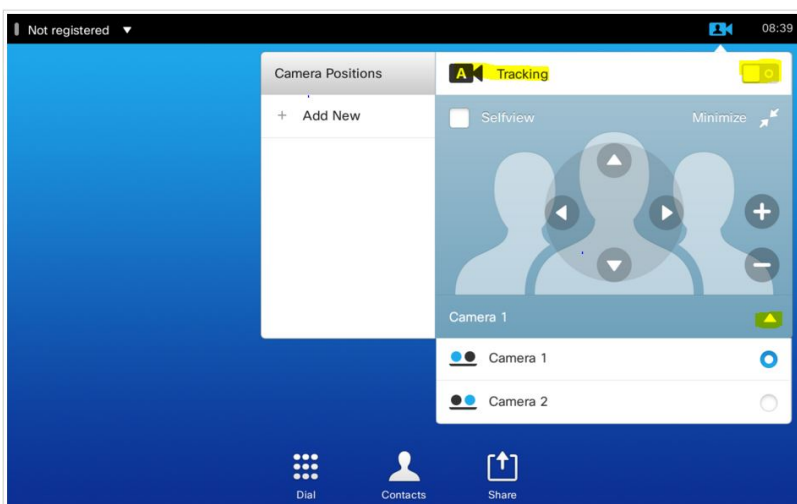 Not registered
08:39
Camera Positions
A Tracking
+ Add New
Selfview
Minimize
Camera 1
Camera 1
Camera 2
Dial
Contacts
Share